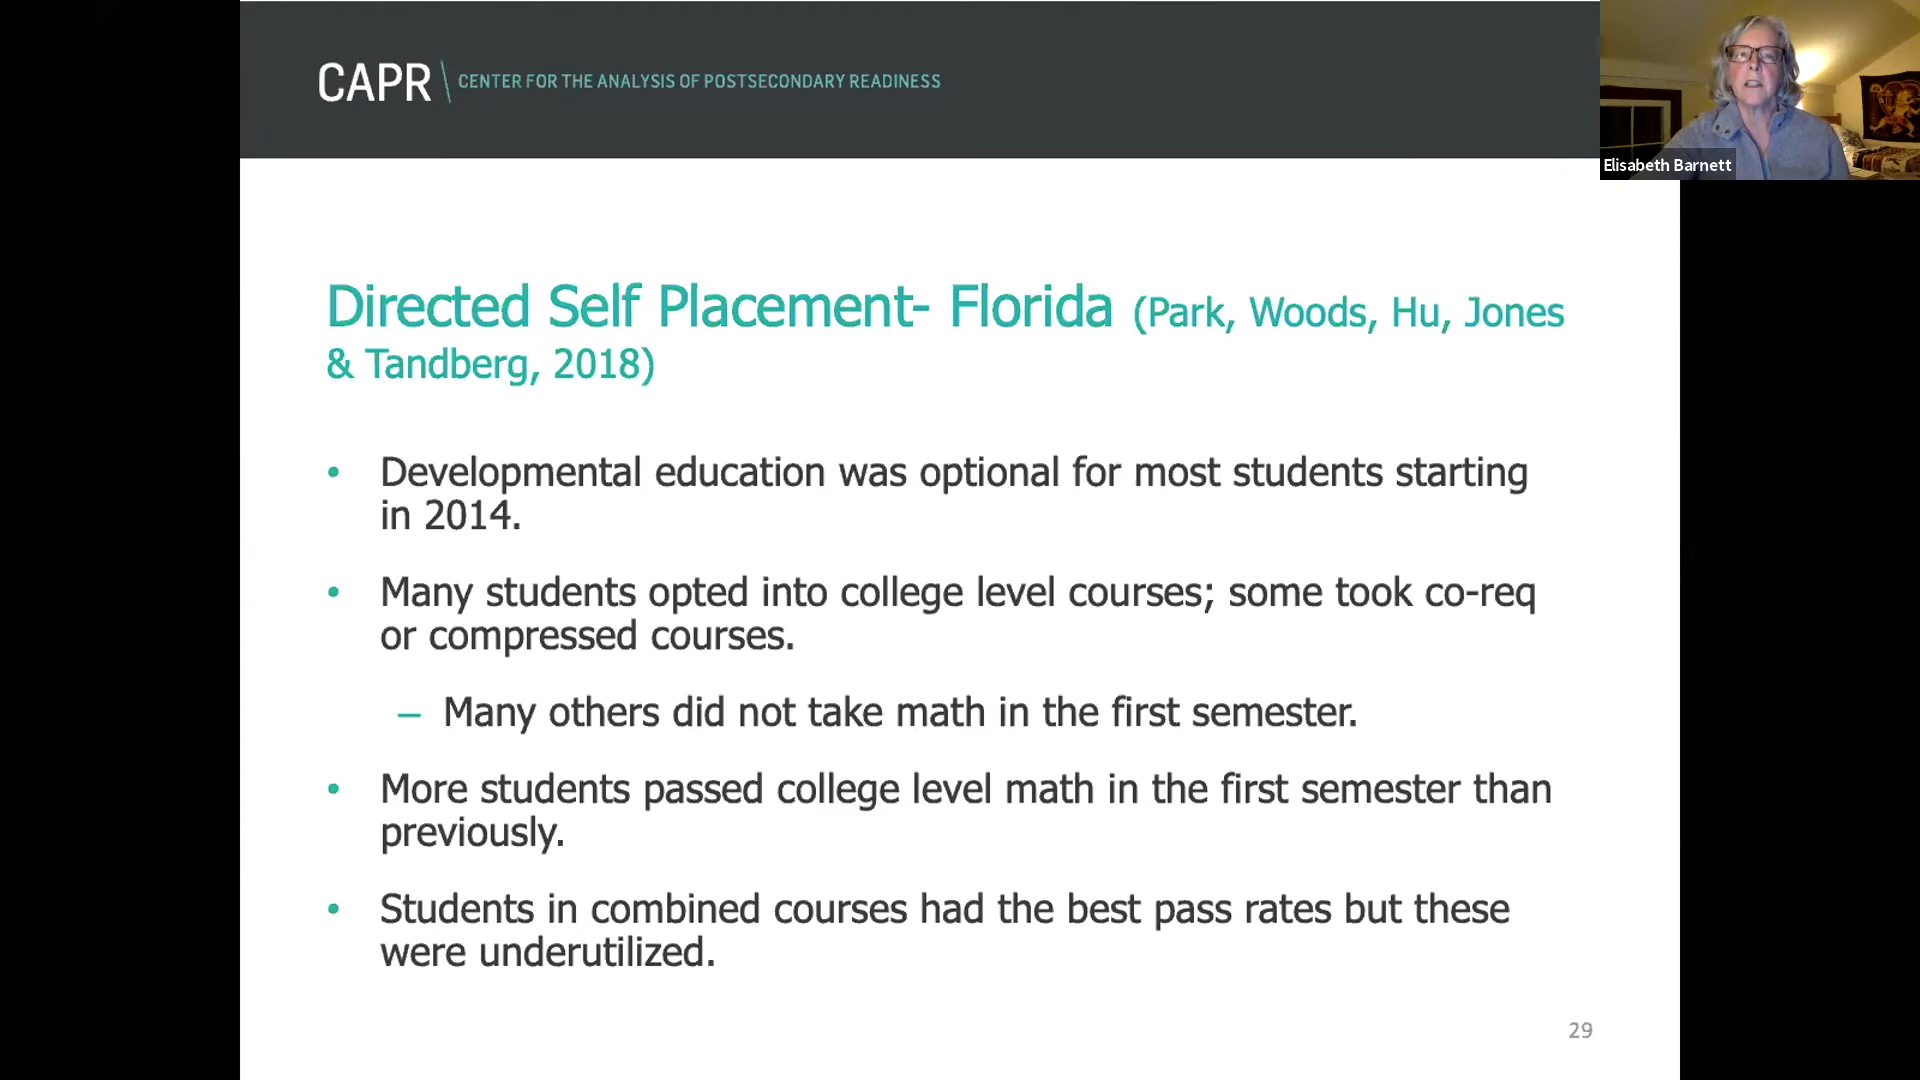 CAPR CENTER FOR THE ANALYSIS OF POSTSECONDARY READINESS
Elisabeth Barnett
Directed Self Placement- Florida (Park, Woods, Hu, Jones
& Tandberg, 2018)
• Developmental education was optional for most students starting
in 2014.
• Many students opted into college level courses; some took co-req
or compressed courses.
– Many others did not take math in the first semester.
• More students passed college level math in the first semester than
previously.
• Students in combined courses had the best pass rates but these
were underutilized.
29